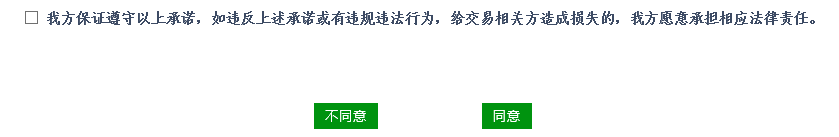 我方保证遵守以上承诺，如违反上述承诺或有违规违法行为，给交易相关方造成损失的，我方愿意承担相应法律责任。
不同意 同意